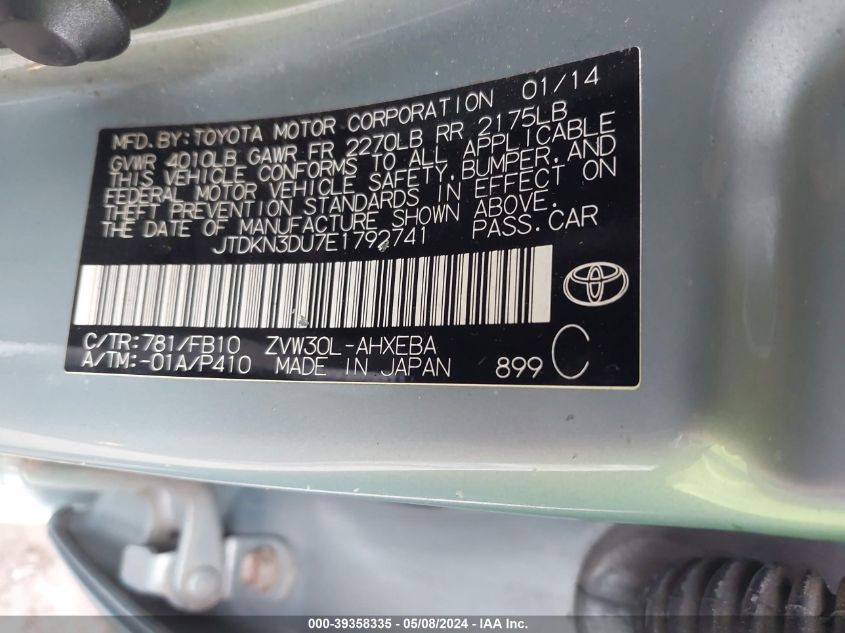 MFD. BY: TOYOTA MOTOR CORPORATION 01/14
GVWR 4010LB GAWR FR 2270LB RR 2175LB
THIS VEHICLE CONFORMS TO ALL APPLICABLE
FEDERAL MOTOR VEHICLE SAFETY, BUMPER, AND
THEFT PREVENTION STANDARDS IN EFFECT ON
THE DATE OF MANUFACTURE SHOWN ABOVE.
JTDKN3DU7E1792741 PASS. CAR
C/TR: 781/FB10 ZVW30L-AHXEBA
A/TM: -01A/P410 MADE IN JAPAN 899 C
000-39358335 - 05/08/2024 - IAA Inc.